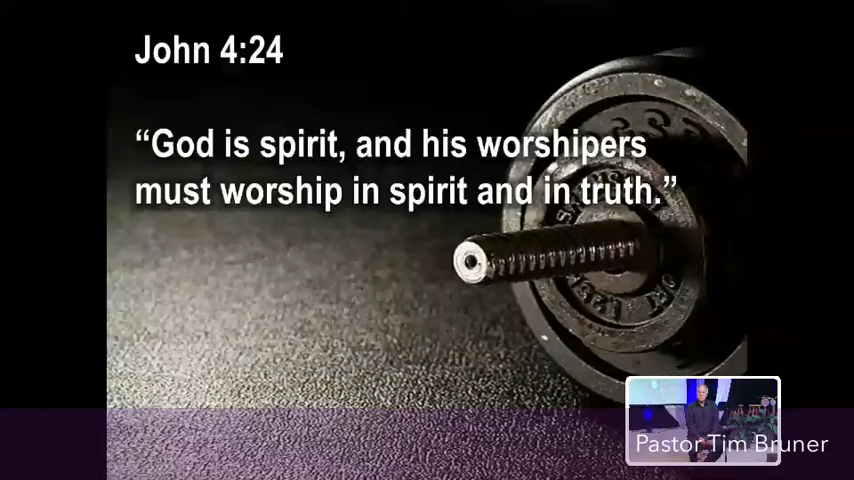 John 4:24
“God is spirit, and his worshipers
must worship in spirit and in truth.”
Pastor Tim Bruner